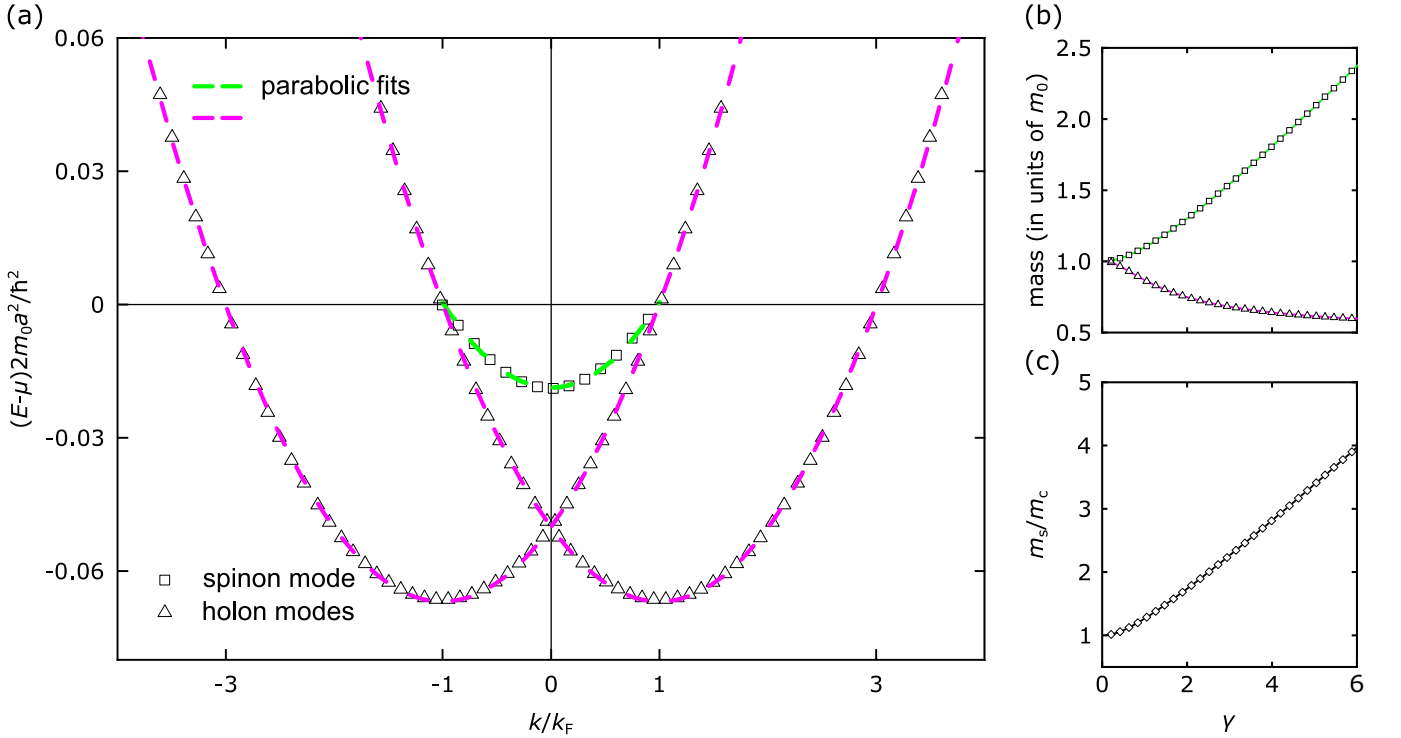 (a)
(E-μ)2m₀a²/ħ²
0.06
0.03
0
-0.03
-0.06
parabolic fits
spinon mode
holon modes
-3
-1
0
1
3
k/k_F
(b)
mass (in units of m₀)
2.5
2.0
1.5
1.0
0.5
(c)
mₛ/m_c
5
4
3
2
1
0
2
4
6
γ